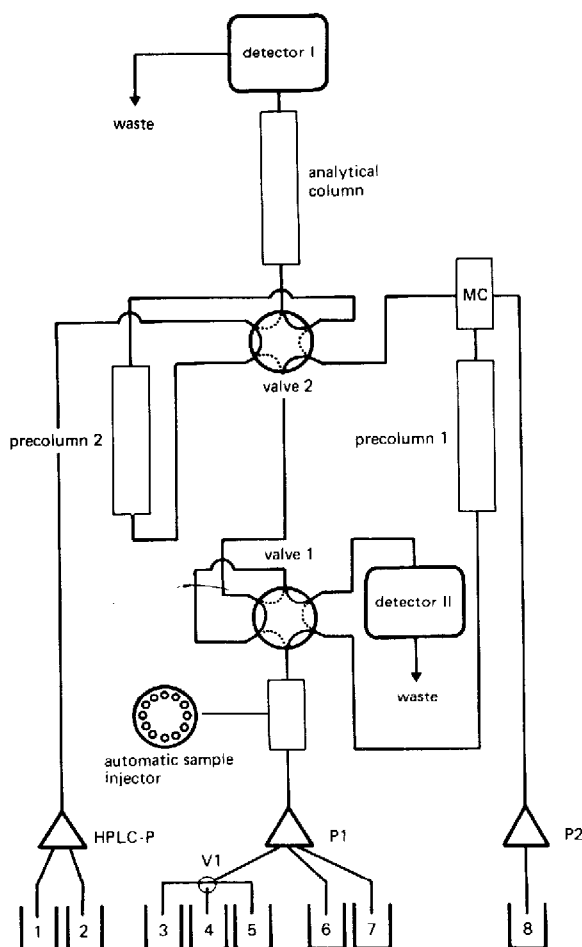 detector I
waste
analytical
column
MC
valve 2
precolumn 2
precolumn 1
valve 1
detector II
waste
automatic sample
injector
HPLC-P
P1
P2
V1
1
2
3
4
5
6
7
8